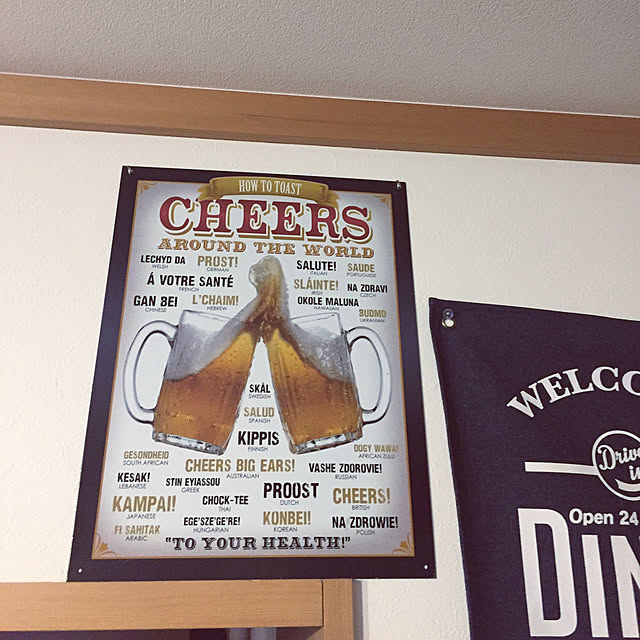 HOW TO TOAST
CHEERS
AROUND THE WORLD
LECHYD DA
WELSH
PROST!
GERMAN
SALUTE!
ITALIAN
SAUDE
PORTUGUESE
Á VOTRE SANTÉ
FRENCH
SLÁINTE!
IRISH
NA ZDRAVI
CZECH
GAN BEI
CHINESE
L'CHAIM!
HEBREW
OKOLE MALUNA
HAWAIIAN
BUDMO
UKRANIAN
SKÅL
SWEDISH
SALUD
SPANISH
KIPPIS
FINNISH
GESONDHEID
SOUTH AFRICAN
CHEERS BIG EARS!
AUSTRALIAN
VASHE ZDOROVIE!
RUSSIAN
OOGY WAWA!
AFRICAN ZULU
KESAK!
LEBANESE
STIN EYIASSOU
GREEK
KAMPAI!
JAPANESE
CHOCK-TEE
THAI
PROOST
DUTCH
CHEERS!
BRITISH
FI SAHITAK
ARABIC
EGE'SZE'GE'RE!
HUNGARIAN
KONBEI!
KOREAN
NA ZDROWIE!
POLISH
"TO YOUR HEALTH!"
WELCO
Drive
in
Open 24
DIN